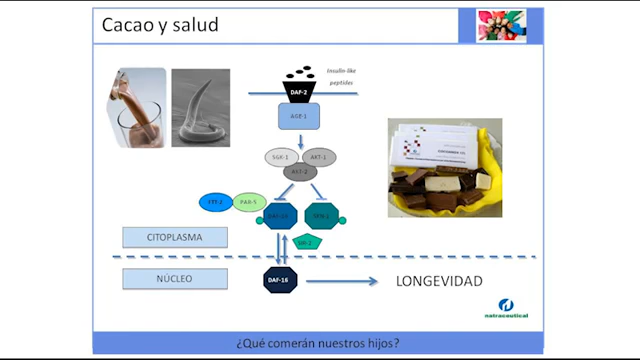 Cacao y salud
Insulin-like
peptides
DAF-2
AGE-1
SGK-1
AKT-1
AKT-2
FTT-2
PAR-5
DAF-16
SKN-1
CITOPLASMA
NÚCLEO
DAF-16
LONGEVIDAD
natraceutical
¿Qué comerán nuestros hijos?